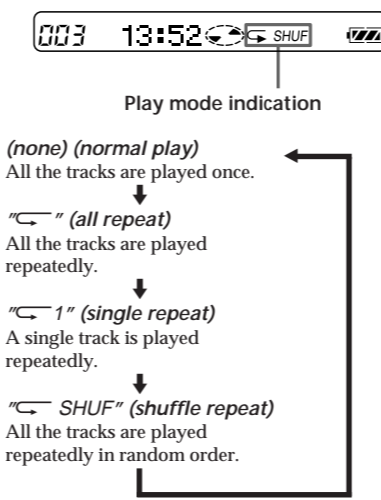 003 13:52 SHUF
Play mode indication
(none) (normal play)
All the tracks are played once.
" " (all repeat)
All the tracks are played
repeatedly.
" 1" (single repeat)
A single track is played
repeatedly.
" SHUF" (shuffle repeat)
All the tracks are played
repeatedly in random order.